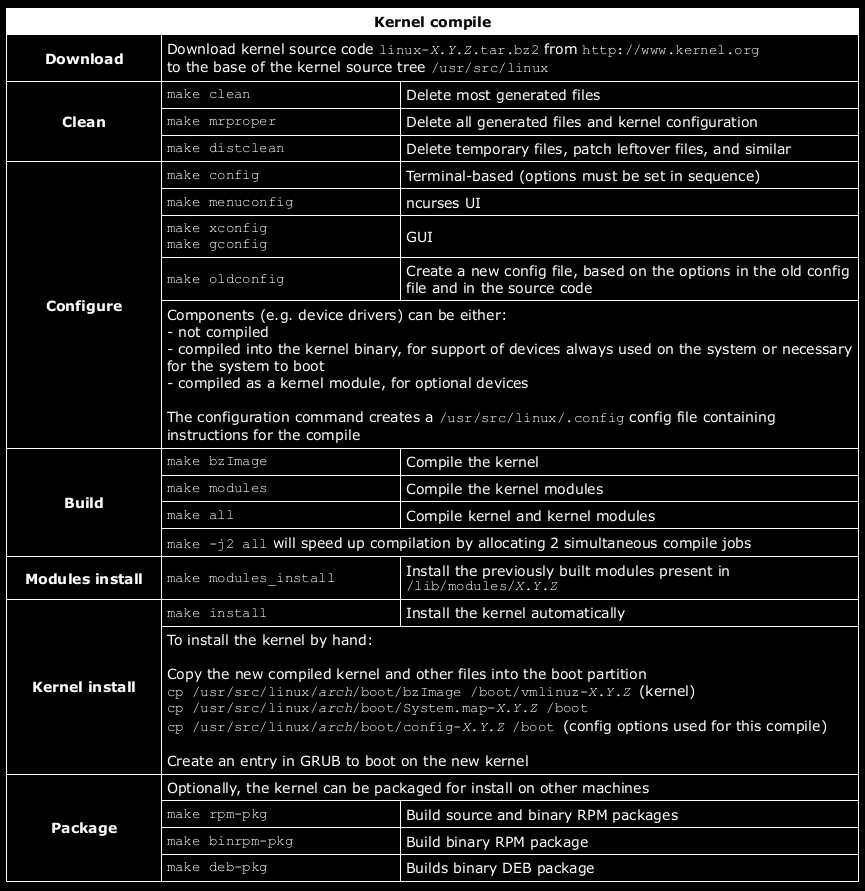 Kernel compile
Download
Download kernel source code linux-X.Y.Z.tar.bz2 from http://www.kernel.org
to the base of the kernel source tree /usr/src/linux
Clean
make clean
Delete most generated files
make mrproper
Delete all generated files and kernel configuration
make distclean
Delete temporary files, patch leftover files, and similar
Configure
make config
Terminal-based (options must be set in sequence)
make menuconfig
ncurses UI
make xconfig
make gconfig
GUI
make oldconfig
Create a new config file, based on the options in the old config
file and in the source code
Components (e.g. device drivers) can be either:
- not compiled
- compiled into the kernel binary, for support of devices always used on the system or necessary
for the system to boot
- compiled as a kernel module, for optional devices
The configuration command creates a /usr/src/linux/.config config file containing
instructions for the compile
Build
make bzImage
Compile the kernel
make modules
Compile the kernel modules
make all
Compile kernel and kernel modules
make -j2 all will speed up compilation by allocating 2 simultaneous compile jobs
Modules install
make modules_install
Install the previously built modules present in
/lib/modules/X.Y.Z
Kernel install
make install
Install the kernel automatically
To install the kernel by hand:
Copy the new compiled kernel and other files into the boot partition
cp /usr/src/linux/arch/boot/bzImage /boot/vmlinuz-X.Y.Z (kernel)
cp /usr/src/linux/arch/boot/System.map-X.Y.Z /boot
cp /usr/src/linux/arch/boot/config-X.Y.Z /boot (config options used for this compile)
Create an entry in GRUB to boot on the new kernel
Package
Optionally, the kernel can be packaged for install on other machines
make rpm-pkg
Build source and binary RPM packages
make binrpm-pkg
Build binary RPM package
make deb-pkg
Builds binary DEB package